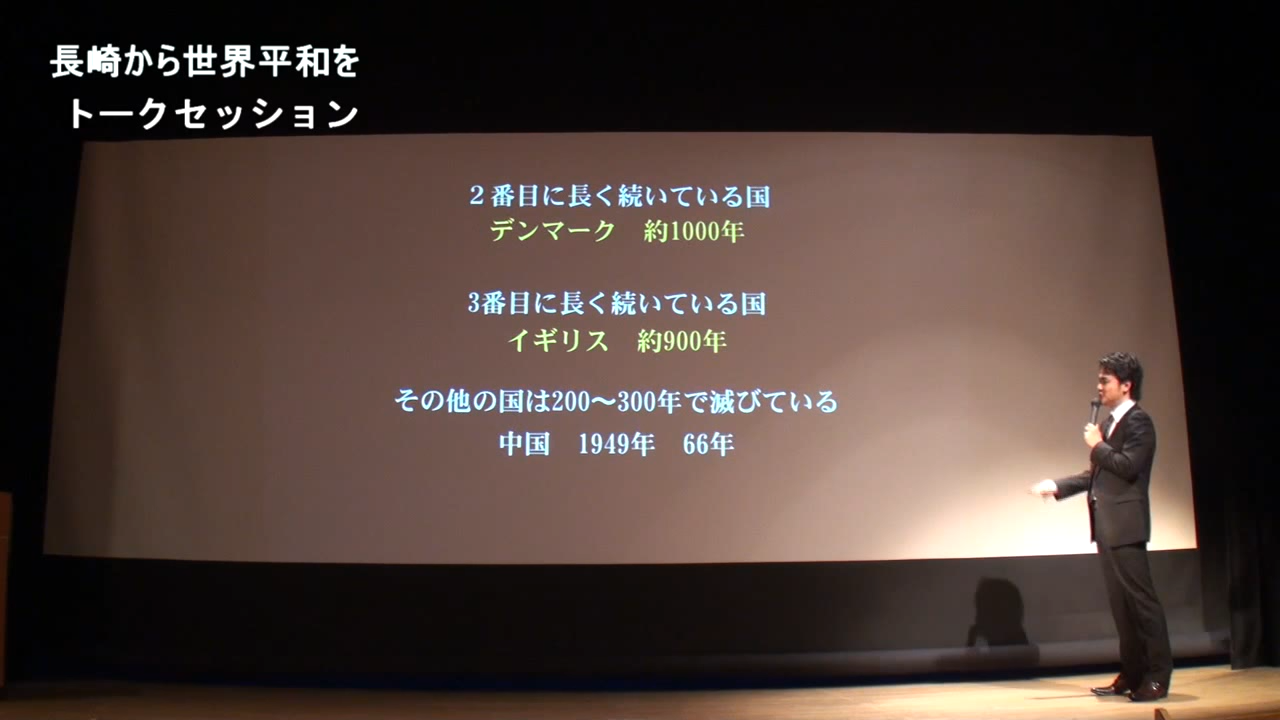 長崎から世界平和を
トークセッション
２番目に長く続いている国
デンマーク　約1000年
3番目に長く続いている国
イギリス　約900年
その他の国は200〜300年で滅びている
中国　1949年　66年